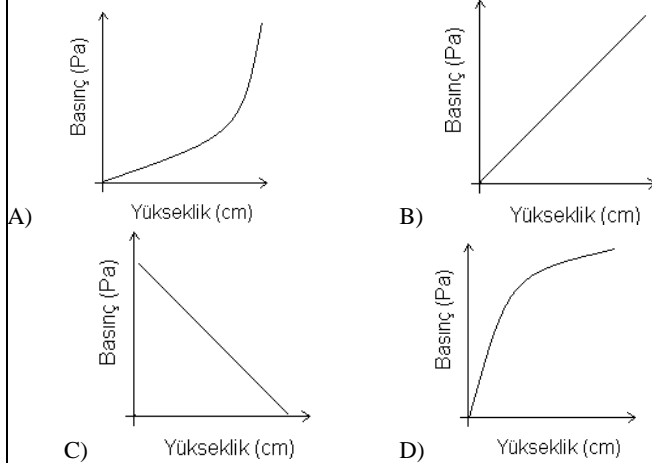 Basınç (Pa)
Yükseklik (cm)
A)
Basınç (Pa)
Yükseklik (cm)
B)
Basınç (Pa)
Yükseklik (cm)
C)
Basınç (Pa)
Yükseklik (cm)
D)